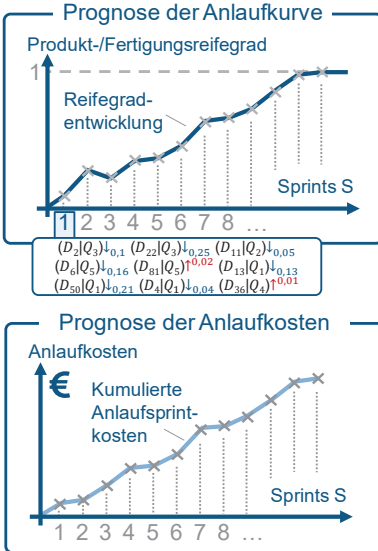 Prognose der Anlaufkurve
Produkt-/Fertigungsreifegrad
1
Reifegrad-
entwicklung
Sprints S
1 2 3 4 5 6 7 8 ...
(D₂|Q₃)↓0,1 (D₂₂|Q₃)↓0,25 (D₁₁|Q₂)↓0,05
(D₆|Q₅)↓0,16 (D₈₁|Q₅)↑0,02 (D₁₃|Q₁)↓0,13
(D₅₀|Q₁)↓0,21 (D₄|Q₁)↓0,04 (D₃₆|Q₄)↑0,01
Prognose der Anlaufkosten
Anlaufkosten
€
Kumulierte
Anlaufsprint-
kosten
Sprints S
1 2 3 4 5 6 7 8 ...